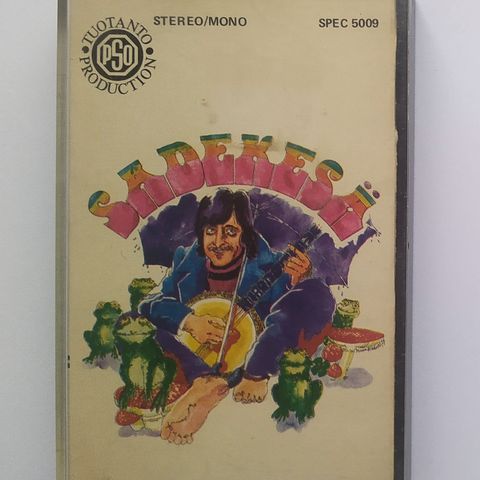 TUOTANTO
PSO
PRODUCTION
STEREO/MONO
SPEC 5009
SADEKESÄ